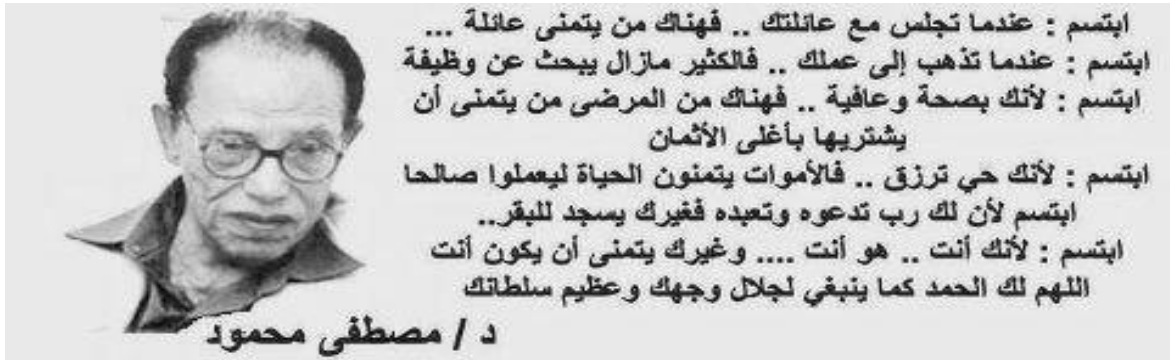 ابتسم : عندما تجلس مع عائلتك .. فهناك من يتمنى عائلة ...
ابتسم : عندما تذهب إلى عملك .. فالكثير مازال يبحث عن وظيفة
ابتسم : لأنك بصحة وعافية .. فهناك من المرضى من يتمنى أن
يشتريها بأغلى الأثمان
ابتسم : لأنك حي ترزق .. فالأموات يتمنون الحياة ليعملوا صالحا
ابتسم لأن لك رب تدعوه وتعبده فغيرك يسجد للبقر..
ابتسم : لأنك أنت .. هو أنت .... وغيرك يتمنى أن يكون أنت
اللهم لك الحمد كما ينبغي لجلال وجهك وعظيم سلطانك
د / مصطفى محمود